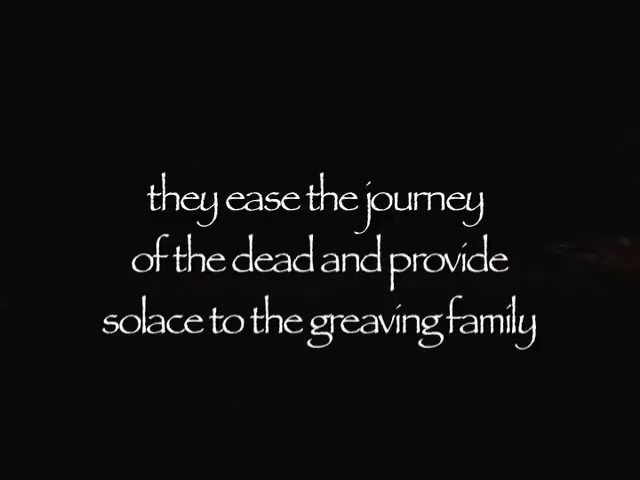 they ease the journey
of the dead and provide
solace to the greaving family